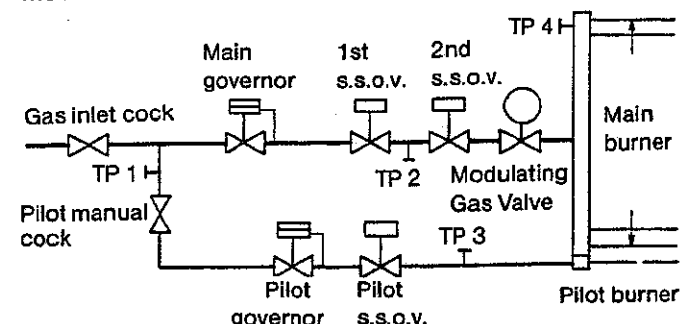 TP 4
Main
governor
1st
s.s.o.v.
2nd
s.s.o.v.
Gas inlet cock
Main
burner
TP 1
TP 2
Modulating
Gas Valve
Pilot manual
cock
TP 3
Pilot
governor
Pilot
s.s.o.v.
Pilot burner